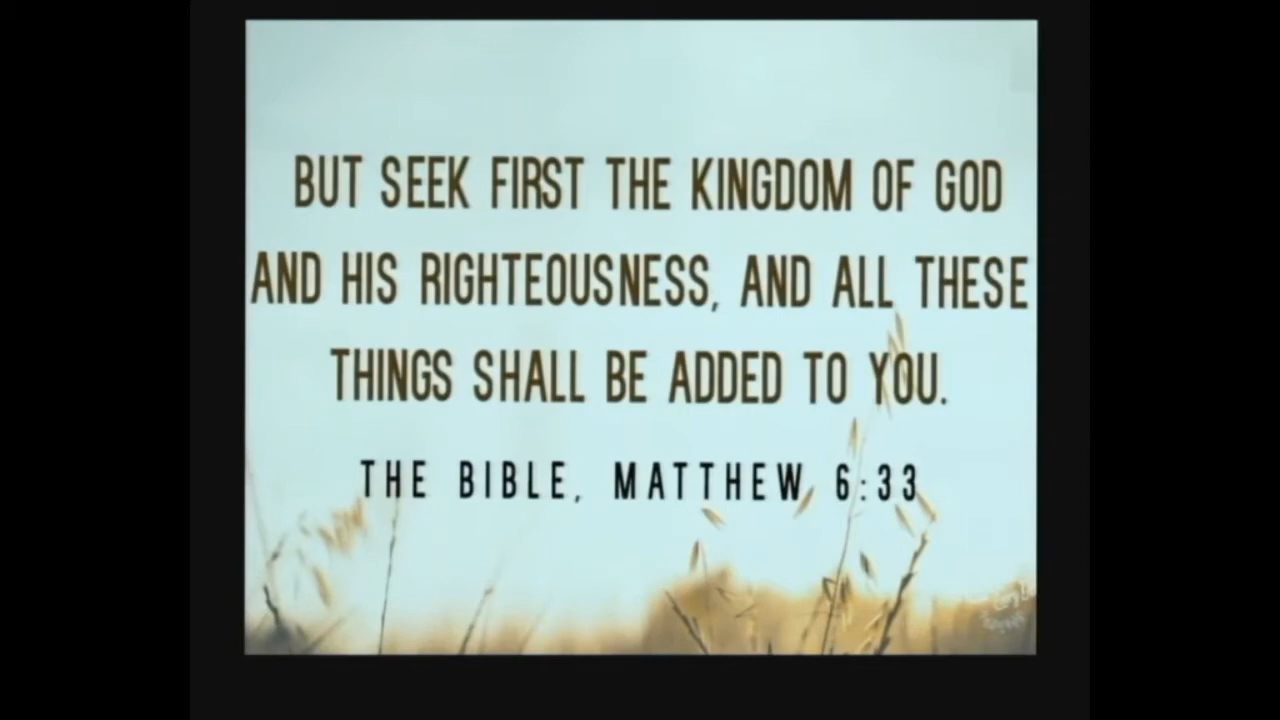 BUT SEEK FIRST THE KINGDOM OF GOD
AND HIS RIGHTEOUSNESS, AND ALL THESE
THINGS SHALL BE ADDED TO YOU.
THE BIBLE, MATTHEW 6:33